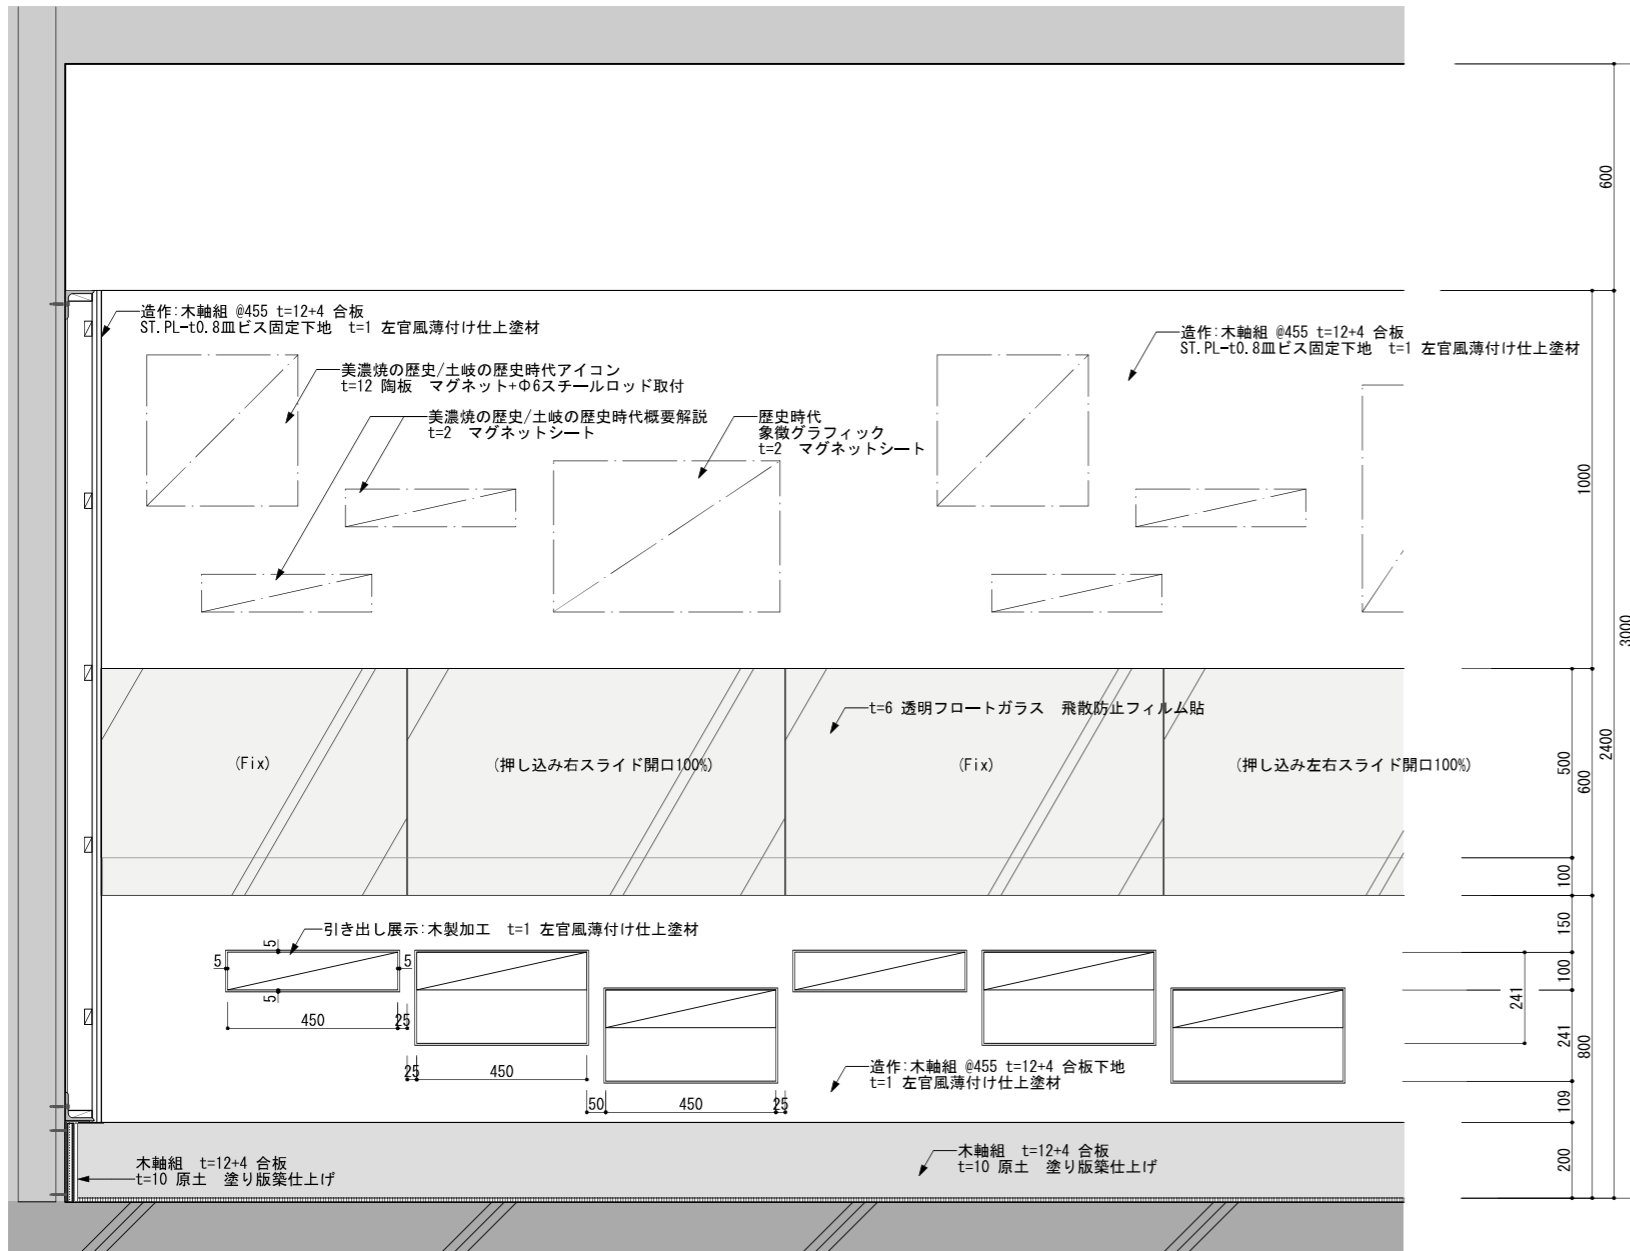 600
造作:木軸組 @455 t=12+4 合板
ST.PL-t0.8皿ビス固定下地 t=1 左官風薄付け仕上塗材
造作:木軸組 @455 t=12+4 合板
ST.PL-t0.8皿ビス固定下地 t=1 左官風薄付け仕上塗材
美濃焼の歴史/土岐の歴史時代アイコン
t=12 陶板 マグネット+Φ6スチールロッド取付
美濃焼の歴史/土岐の歴史時代概要解説
t=2 マグネットシート
歴史時代
象徴グラフィック
t=2 マグネットシート
1000
3000
t=6 透明フロートガラス 飛散防止フィルム貼
(Fix)
(押し込み右スライド開口100%)
(Fix)
(押し込み左右スライド開口100%)
500
600
2400
100
引き出し展示:木製加工 t=1 左官風薄付け仕上塗材
150
5
5
5
5
100
241
450
25
241
800
25
450
造作:木軸組 @455 t=12+4 合板下地
t=1 左官風薄付け仕上塗材
50
450
25
109
木軸組 t=12+4 合板
t=10 原土 塗り版築仕上げ
木軸組 t=12+4 合板
t=10 原土 塗り版築仕上げ
200